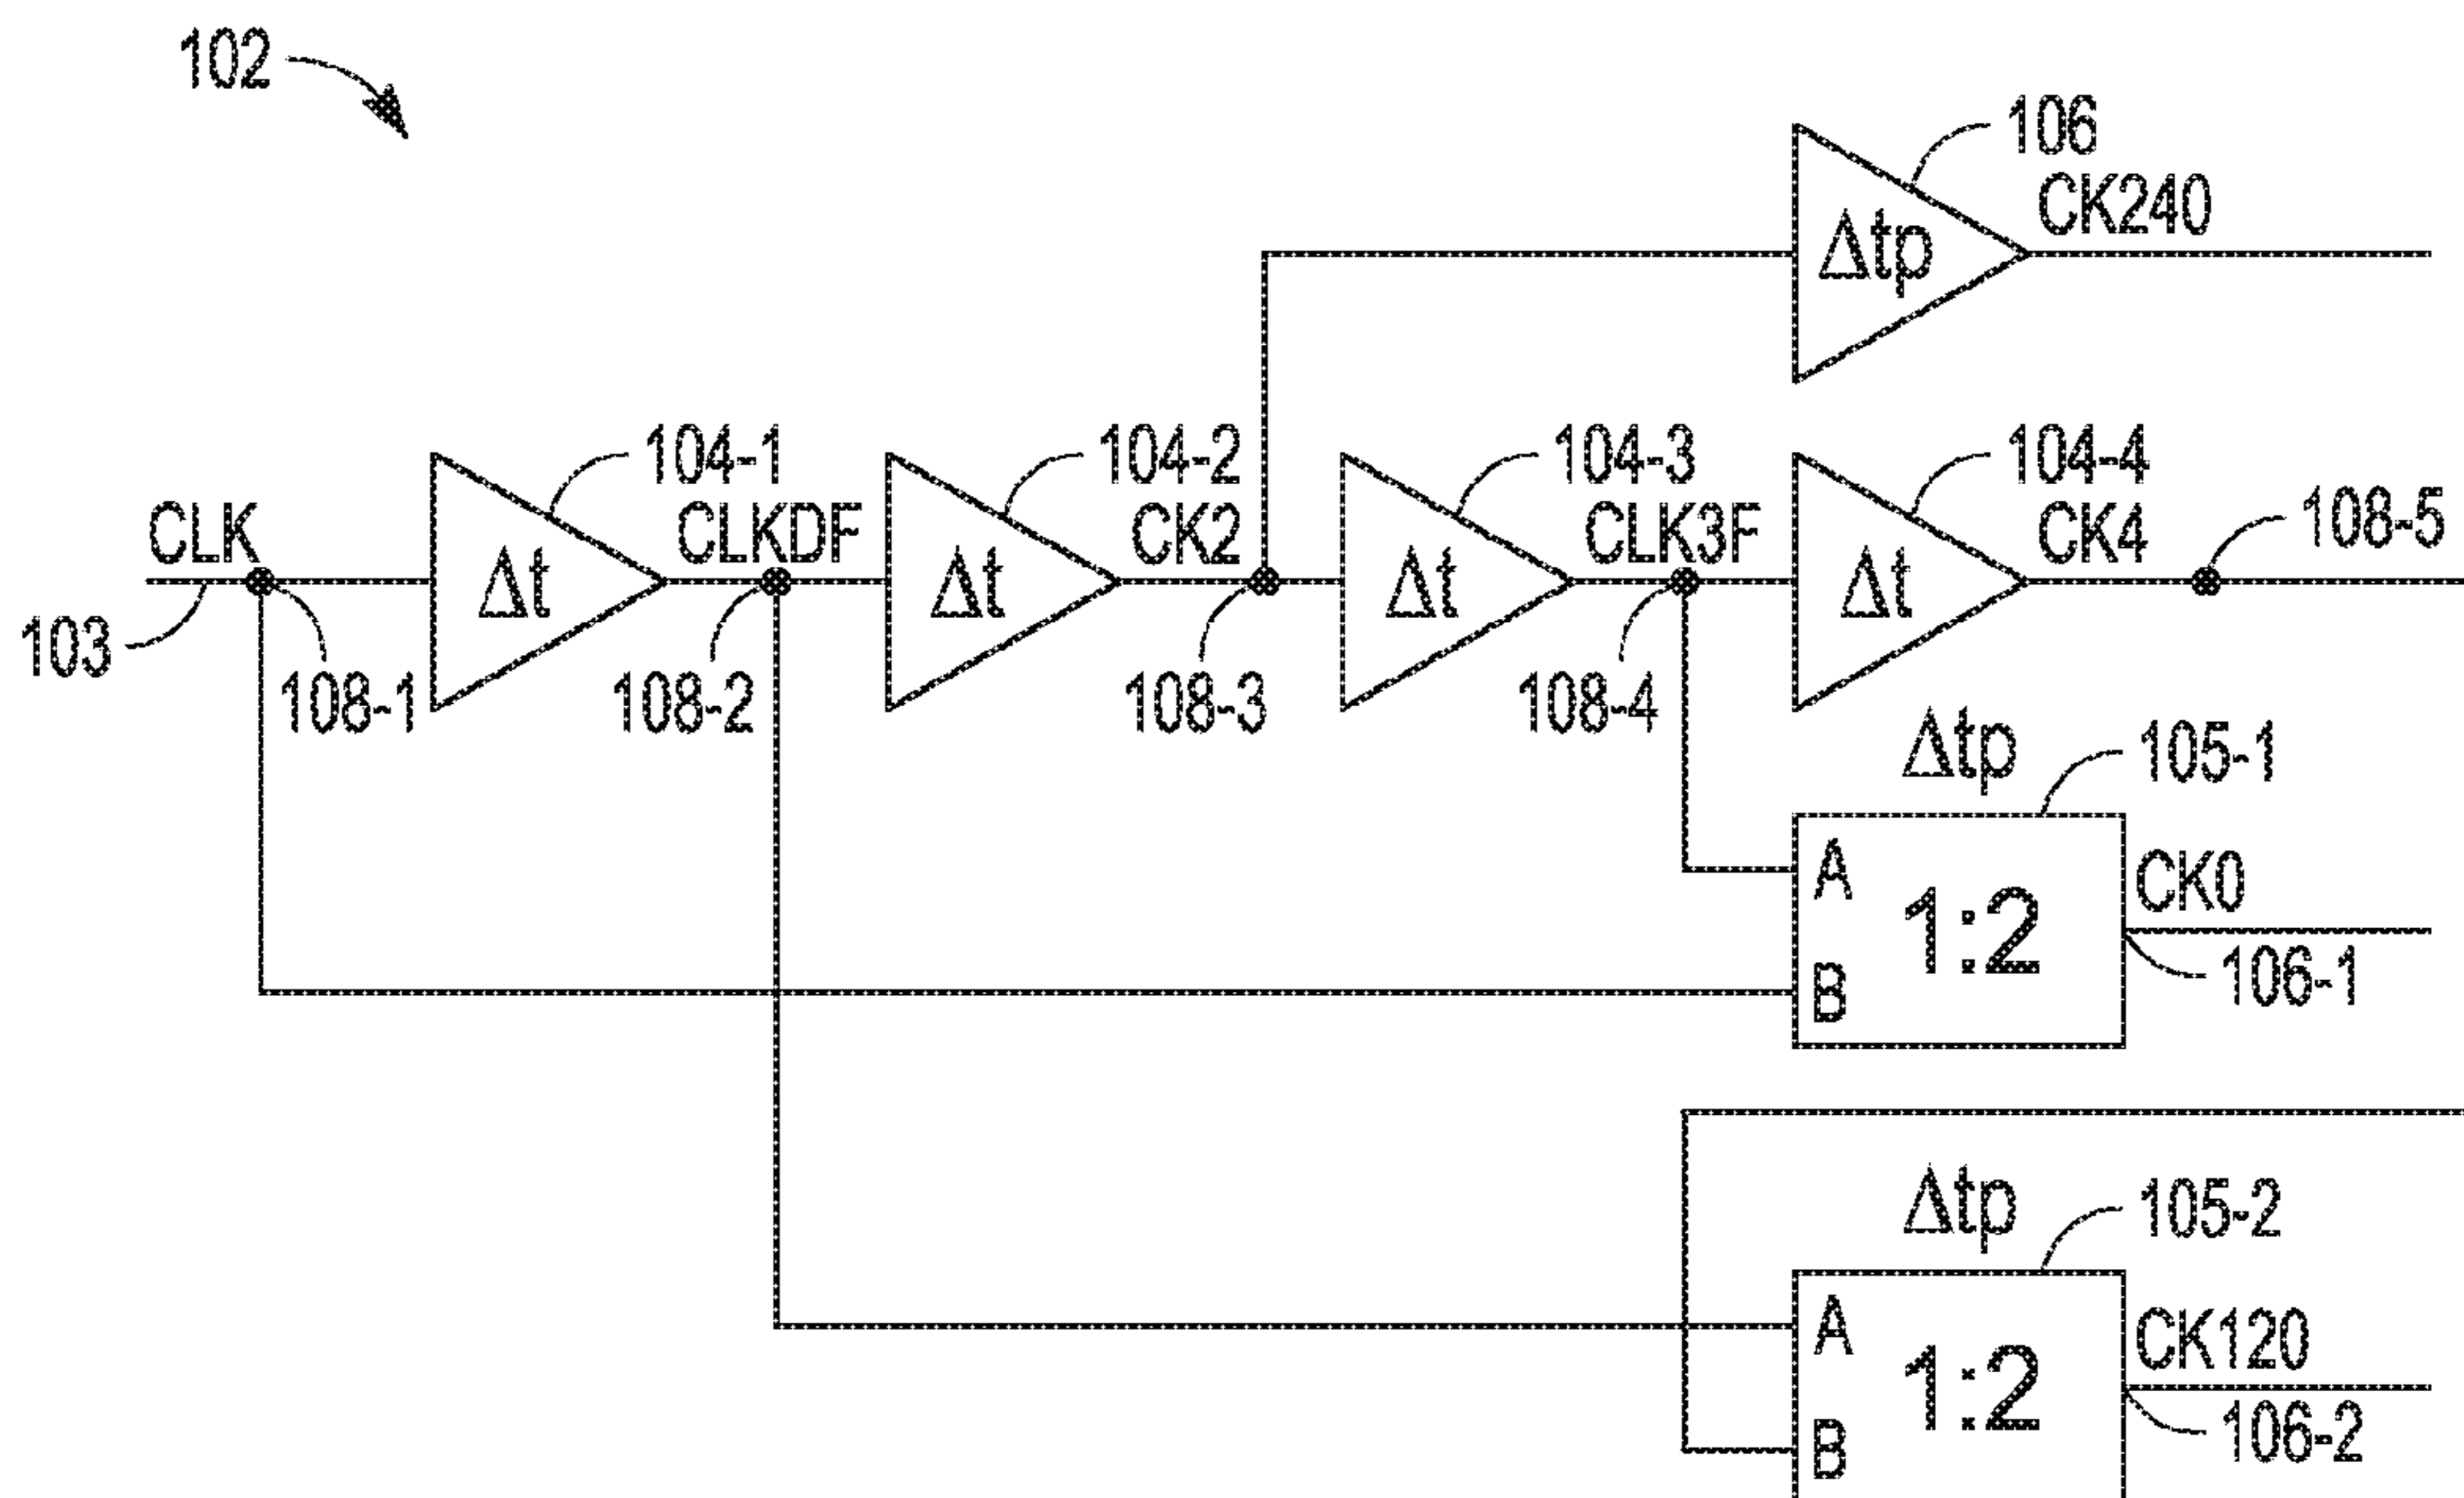 102
106
CK240
Δtp
104-1
104-2
104-3
104-4
CLK
CLKDF
CK2
CLK3F
CK4
108-5
Δt
Δt
Δt
Δt
103
108-1
108-2
108-3
108-4
Δtp
105-1
A
1:2
CK0
B
106-1
Δtp
105-2
A
1:2
CK120
B
106-2